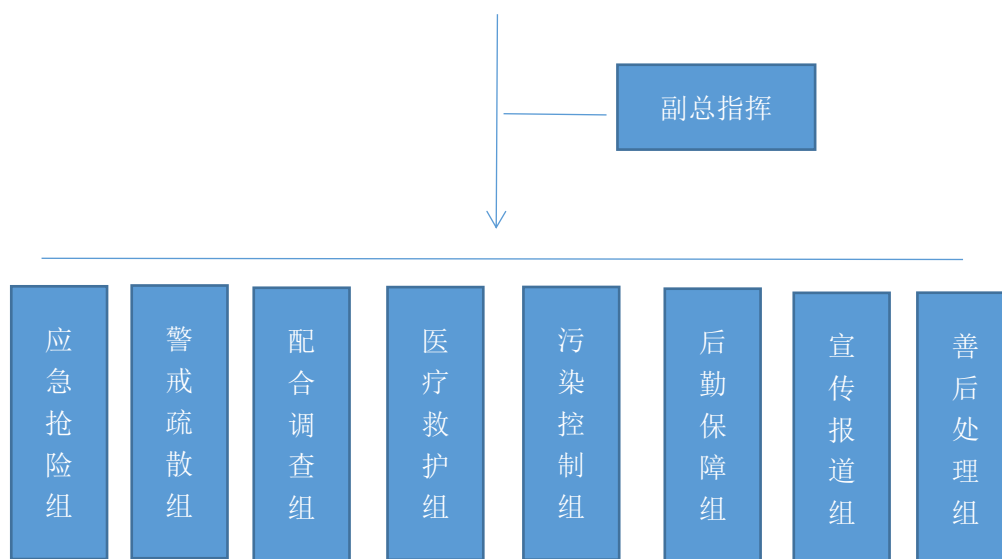 副总指挥
应急抢险组
警戒疏散组
配合调查组
医疗救护组
污染控制组
后勤保障组
宣传报道组
善后处理组